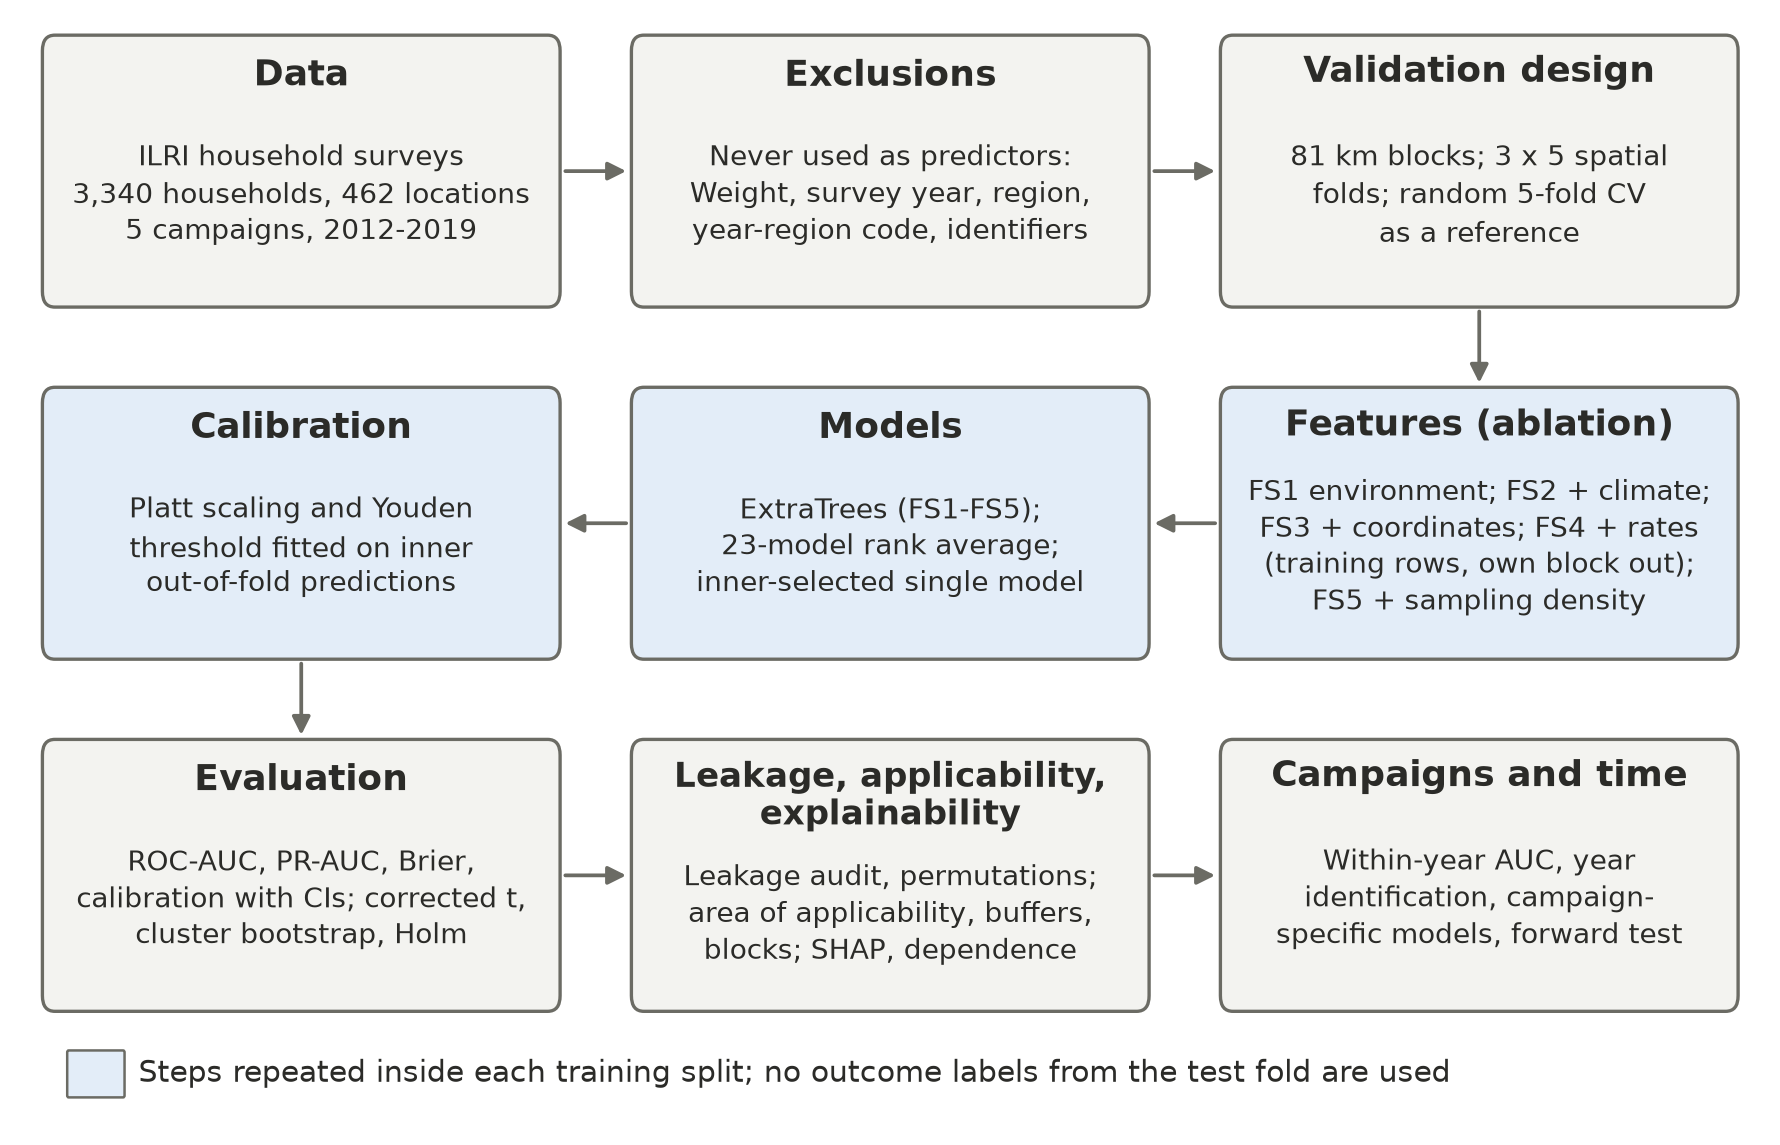 Data
ILRI household surveys
3,340 households, 462 locations
5 campaigns, 2012-2019
Exclusions
Never used as predictors:
Weight, survey year, region,
year-region code, identifiers
Validation design
81 km blocks; 3 x 5 spatial
folds; random 5-fold CV
as a reference
Calibration
Platt scaling and Youden
threshold fitted on inner
out-of-fold predictions
Models
ExtraTrees (FS1-FS5);
23-model rank average;
inner-selected single model
Features (ablation)
FS1 environment; FS2 + climate;
FS3 + coordinates; FS4 + rates
(training rows, own block out);
FS5 + sampling density
Evaluation
ROC-AUC, PR-AUC, Brier,
calibration with CIs; corrected t,
cluster bootstrap, Holm
Leakage, applicability,
explainability
Leakage audit, permutations;
area of applicability, buffers,
blocks; SHAP, dependence
Campaigns and time
Within-year AUC, year
identification, campaign-
specific models, forward test
Steps repeated inside each training split; no outcome labels from the test fold are used